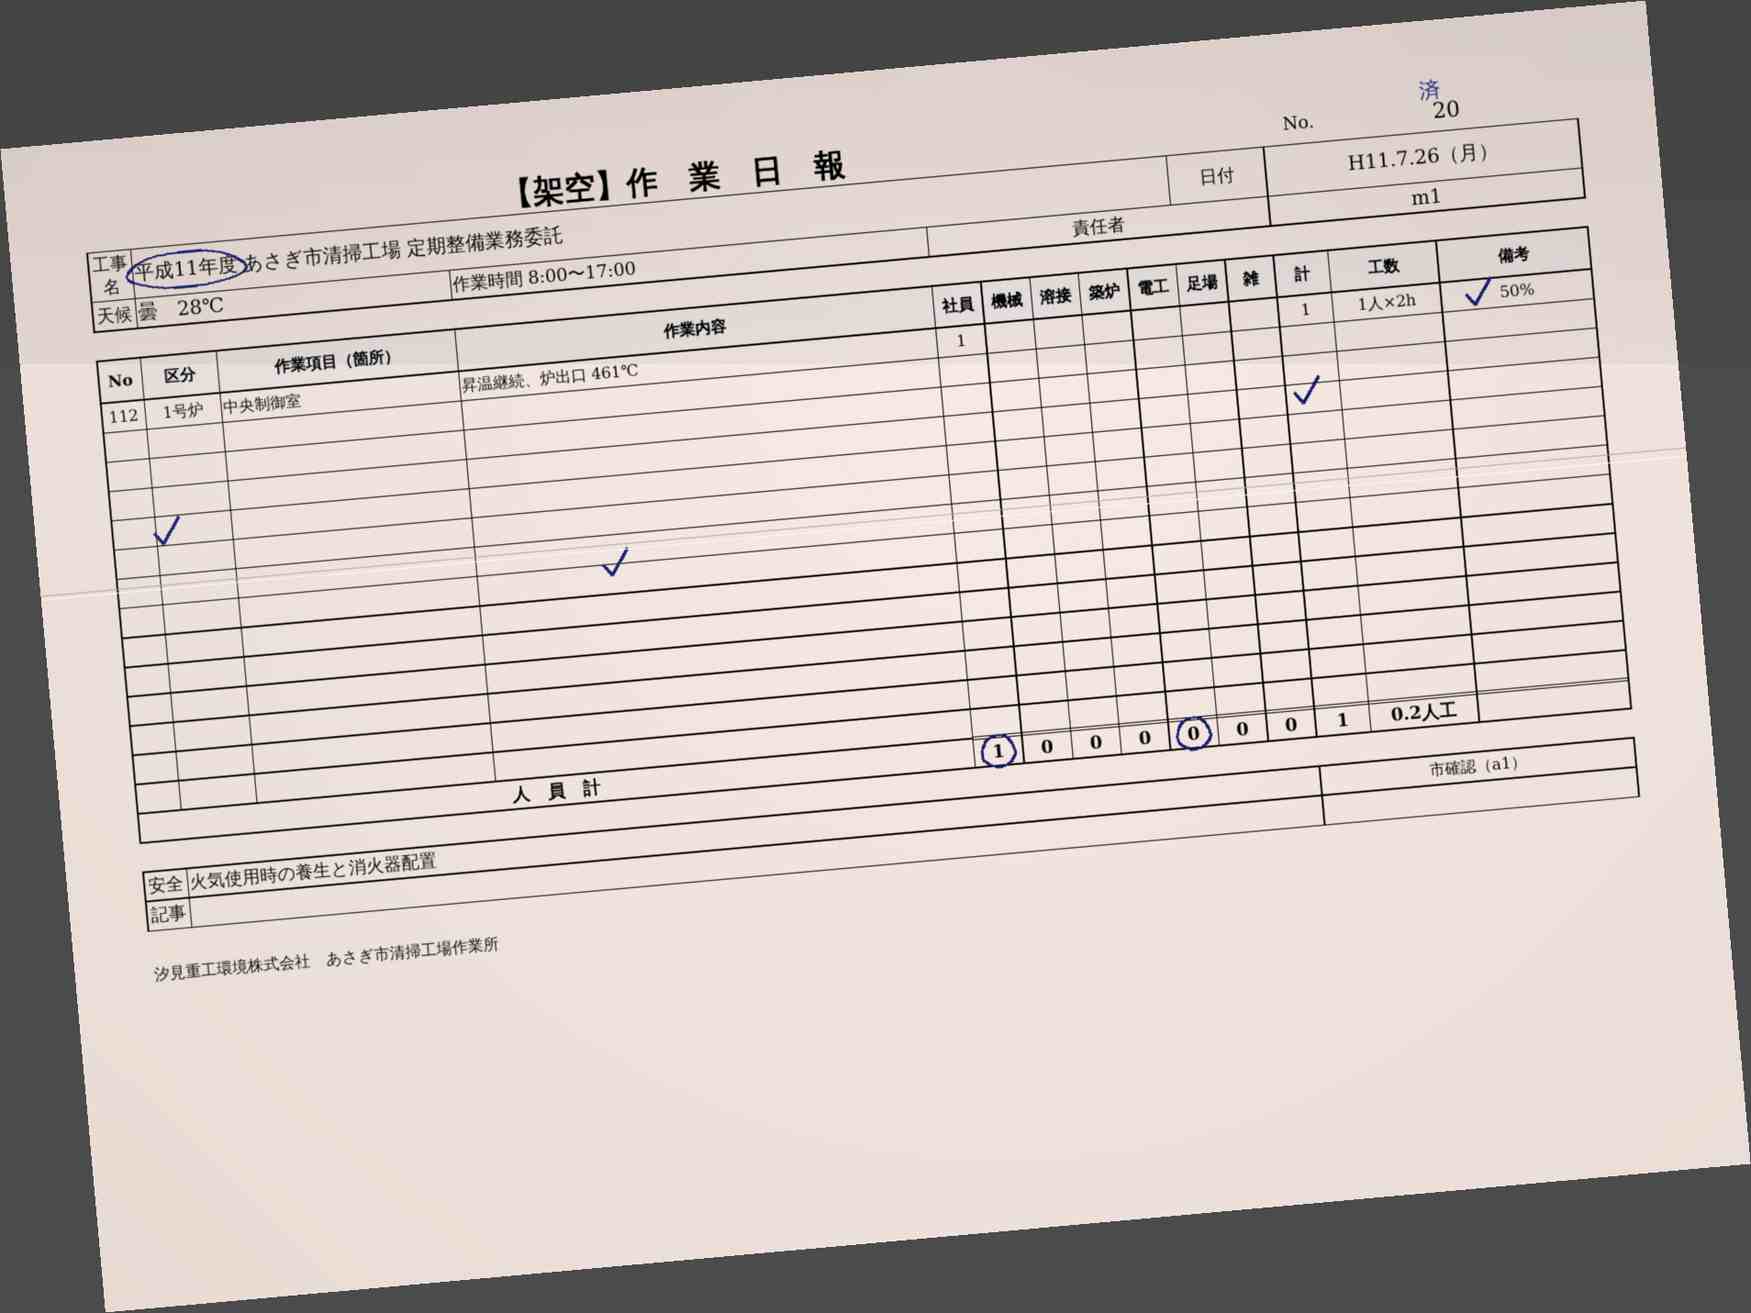 済
No. 20
【架空】作 業 日 報
工事名 平成11年度 あさぎ市清掃工場 定期整備業務委託 日付 H11.7.26（月）
天候 曇 28℃ 作業時間 8:00〜17:00 責任者 m1
No 区分 作業項目（箇所） 作業内容 社員 機械 溶接 築炉 電工 足場 雑 計 工数 備考
112 1号炉 中央制御室 昇温継続、炉出口 461℃ 1 1 1人×2h 50%
人 員 計 1 0 0 0 0 0 0 1 0.2人工
安全 火気使用時の養生と消火器配置 市確認（a1）
記事
汐見重工環境株式会社 あさぎ市清掃工場作業所